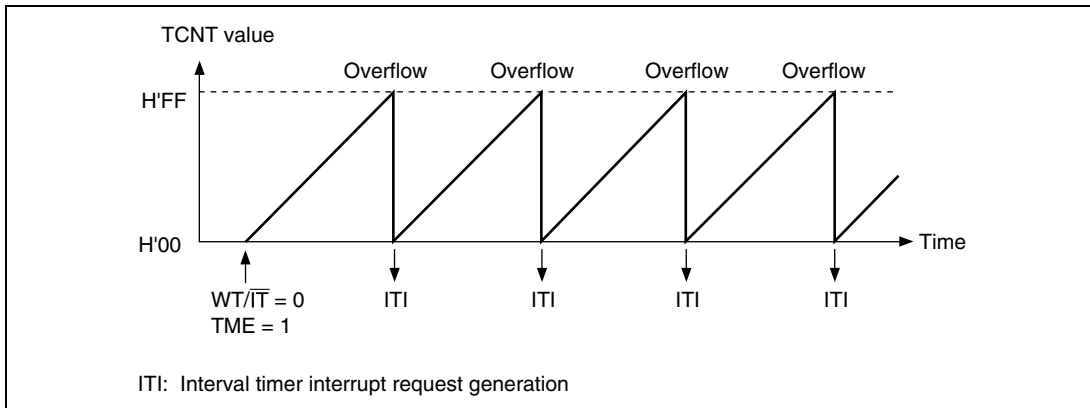 TCNT value
Overflow Overflow Overflow Overflow
H'FF
H'00
Time
WT/I̅T̅ = 0
TME = 1
ITI ITI ITI ITI
ITI: Interval timer interrupt request generation